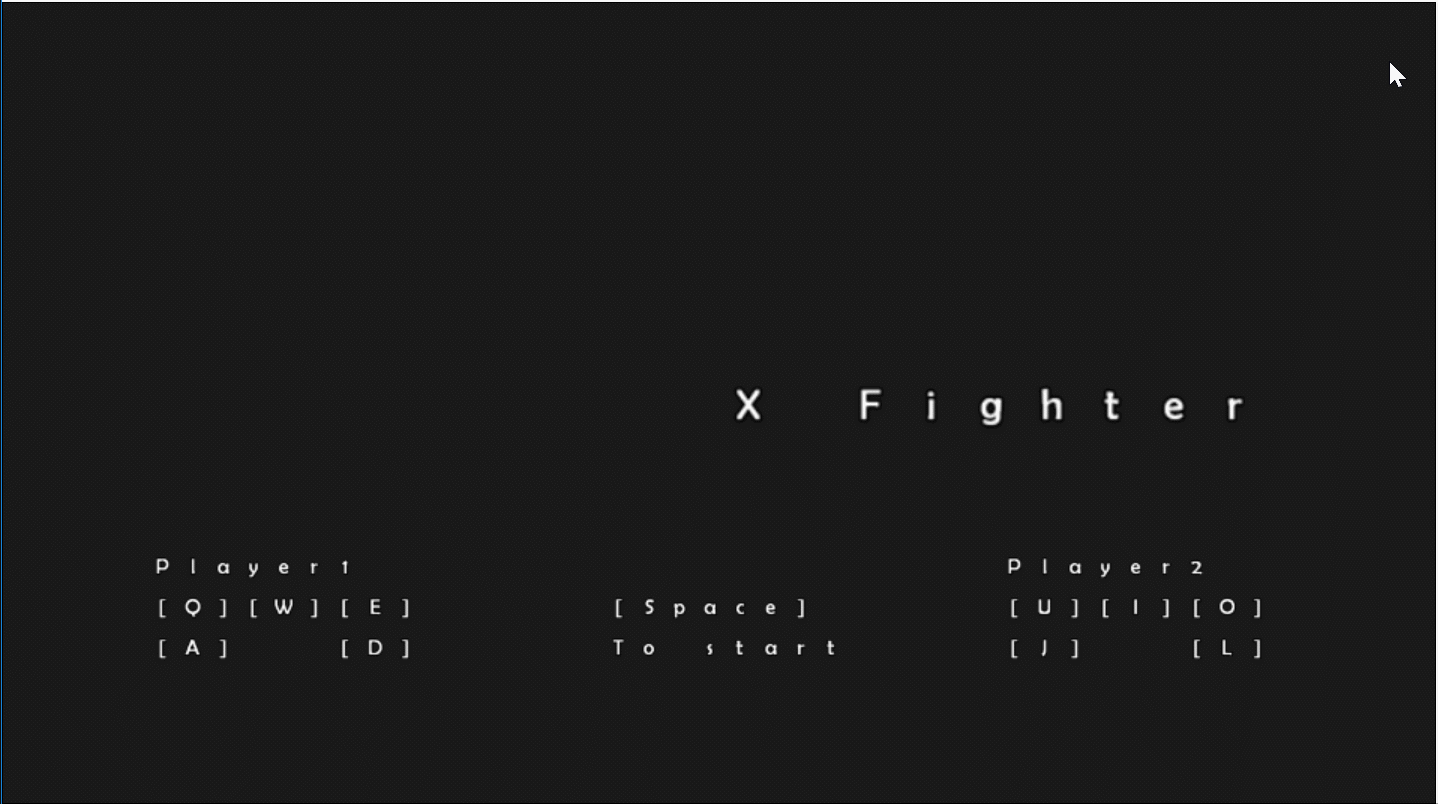 X Fighter
Player1
[Q][W][E]
[A] [D]
[Space]
To start
Player2
[U][I][O]
[J] [L]